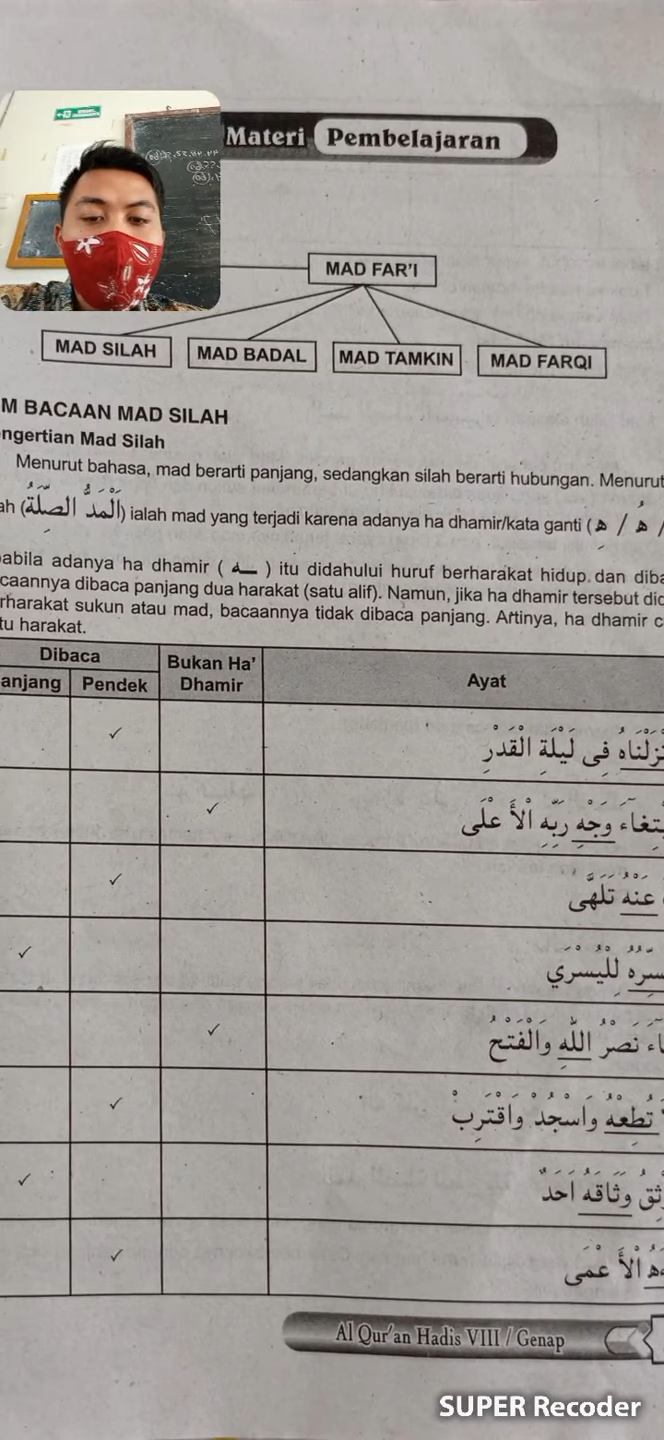 Materi Pembelajaran
MAD FAR'I
MAD SILAH
MAD BADAL
MAD TAMKIN
MAD FARQI
M BACAAN MAD SILAH
ngertian Mad Silah
Menurut bahasa, mad berarti panjang, sedangkan silah berarti hubungan. Menurut
ah (اَلْمَدُّ الصِّلَّةُ) ialah mad yang terjadi karena adanya ha dhamir/kata ganti ( هِ / هُ /
abila adanya ha dhamir ( ـه ) itu didahului huruf berharakat hidup dan diba
caannya dibaca panjang dua harakat (satu alif). Namun, jika ha dhamir tersebut did
rharakat sukun atau mad, bacaannya tidak dibaca panjang. Artinya, ha dhamir c
tu harakat.
Dibaca
Bukan Ha' Dhamir
Ayat
anjang
Pendek
✓ نْزَلْنَاهُ فِى لَيْلَةِ الْقَدْرِ
✓ بْتِغَآءَ وَجْهِ رَبِّهِ الْأَعْلَى
✓ عَنْهُ تَلَهَّى
✓ سِّرُهُ لِلْيُسْرِي
✓ آءَ نَصْرُ اللّٰهِ وَالْفَتْحُ
✓ تُطِعْهُ وَاسْجُدْ وَاقْتَرِبْ
✓ ثِقُ وَثَاقَهُ اَحَدٌ
✓ هُ الْأَعْمَى
Al Qur'an Hadis VIII / Genap
SUPER Recoder